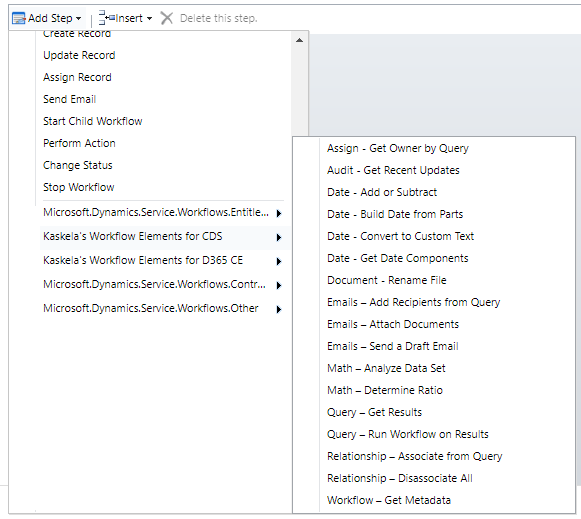 Add Step Insert Delete this step.
Create Record
Update Record
Assign Record
Send Email
Start Child Workflow
Perform Action
Change Status
Stop Workflow
Microsoft.Dynamics.Service.Workflows.Entitle...
Kaskela's Workflow Elements for CDS
Kaskela's Workflow Elements for D365 CE
Microsoft.Dynamics.Service.Workflows.Contr...
Microsoft.Dynamics.Service.Workflows.Other
Assign - Get Owner by Query
Audit - Get Recent Updates
Date - Add or Subtract
Date - Build Date from Parts
Date - Convert to Custom Text
Date - Get Date Components
Document - Rename File
Emails – Add Recipients from Query
Emails – Attach Documents
Emails – Send a Draft Email
Math – Analyze Data Set
Math – Determine Ratio
Query – Get Results
Query – Run Workflow on Results
Relationship – Associate from Query
Relationship – Disassociate All
Workflow – Get Metadata